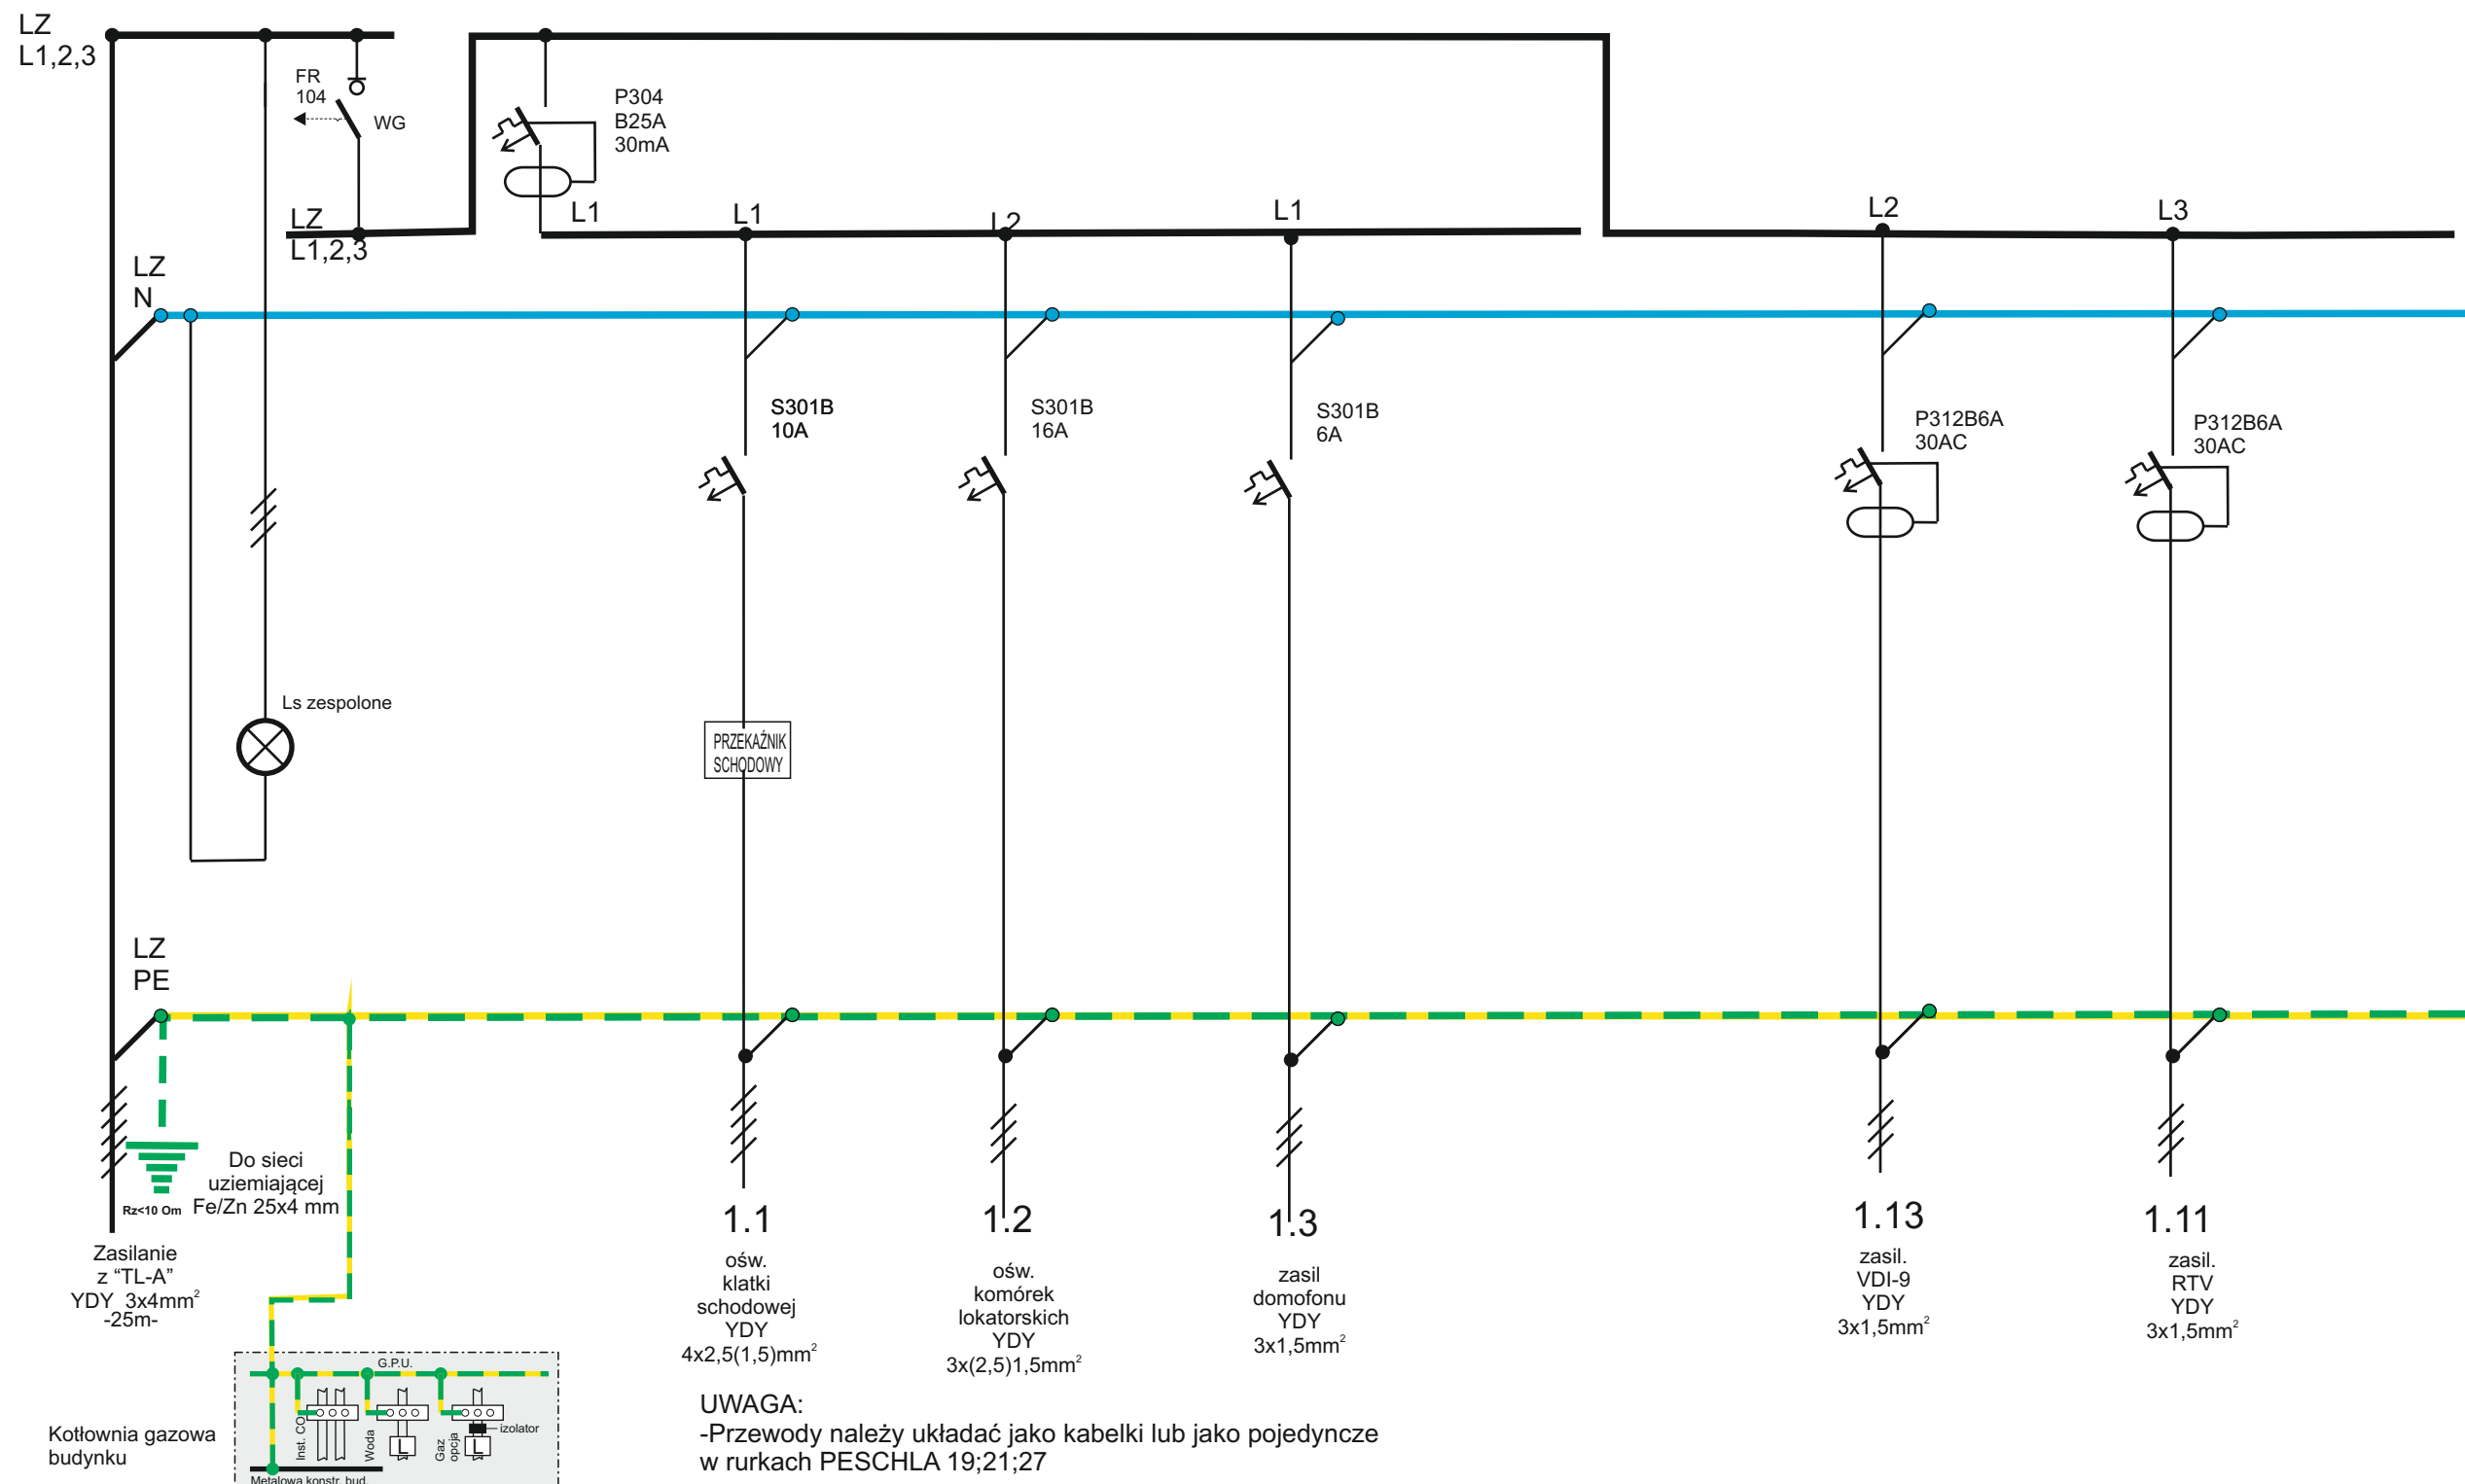 LZ
L1,2,3
FR
104
WG
P304
B25A
30mA
LZ
L1,2,3
L1
L1
L2
L1
L2
L3
LZ
N
S301B
10A
S301B
16A
S301B
6A
P312B6A
30AC
P312B6A
30AC
Ls zespolone
PRZEKAŹNIK
SCHODOWY
LZ
PE
Do sieci
uziemiającej
Fe/Zn 25x4 mm
Rz<10 Om
Zasilanie
z “TL-A”
YDY 3x4mm²
-25m-
1.1
ośw.
klatki
schodowej
YDY
4x2,5(1,5)mm²
1.2
ośw.
komórek
lokatorskich
YDY
3x(2,5)1,5mm²
1.3
zasil
domofonu
YDY
3x1,5mm²
1.13
zasil.
VDI-9
YDY
3x1,5mm²
1.11
zasil.
RTV
YDY
3x1,5mm²
G.P.U.
Inst. CO
Woda
L
Gaz
opcja
L
izolator
Metalowa konstr. bud.
Kotłownia gazowa
budynku
UWAGA:
-Przewody należy układać jako kabelki lub jako pojedyncze
w rurkach PESCHLA 19;21;27